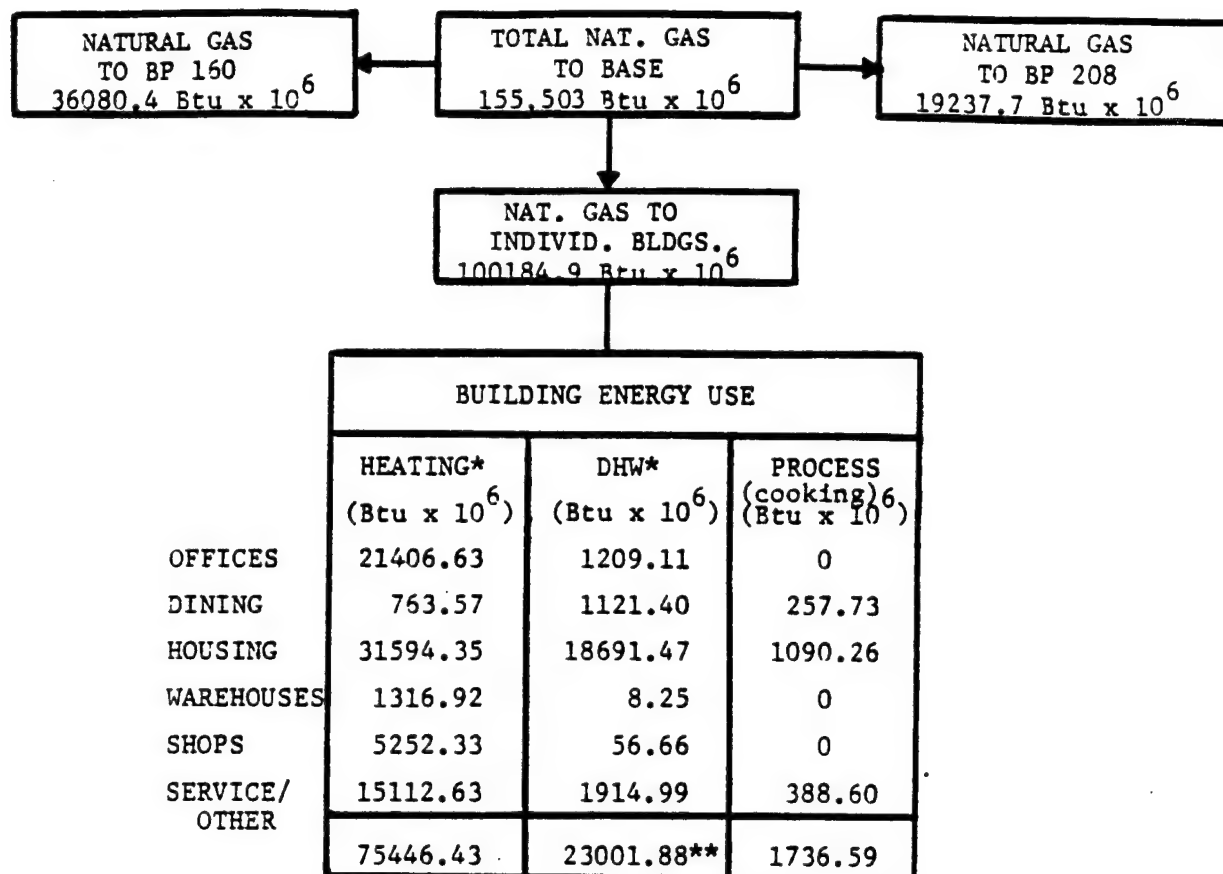 NATURAL GAS
TO BP 160
36080.4 Btu x 10^6
TOTAL NAT. GAS
TO BASE
155,503 Btu x 10^6
NATURAL GAS
TO BP 208
19237.7 Btu x 10^6
NAT. GAS TO
INDIVID. BLDGS.
100184.9 Btu x 10^6
BUILDING ENERGY USE
HEATING* DHW* PROCESS
(cooking)
(Btu x 10^6) (Btu x 10^6) (Btu x 10^6)
OFFICES 21406.63 1209.11 0
DINING 763.57 1121.40 257.73
HOUSING 31594.35 18691.47 1090.26
WAREHOUSES 1316.92 8.25 0
SHOPS 5252.33 56.66 0
SERVICE/ 15112.63 1914.99 388.60
OTHER
75446.43 23001.88** 1736.59